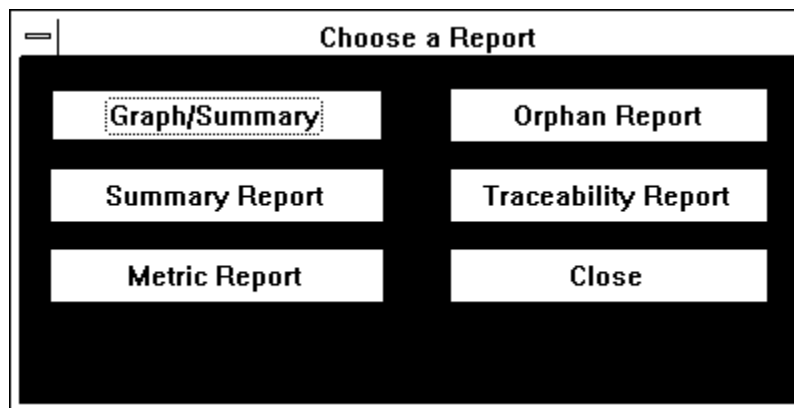 Choose a Report
Graph/Summary
Orphan Report
Summary Report
Traceability Report
Metric Report
Close